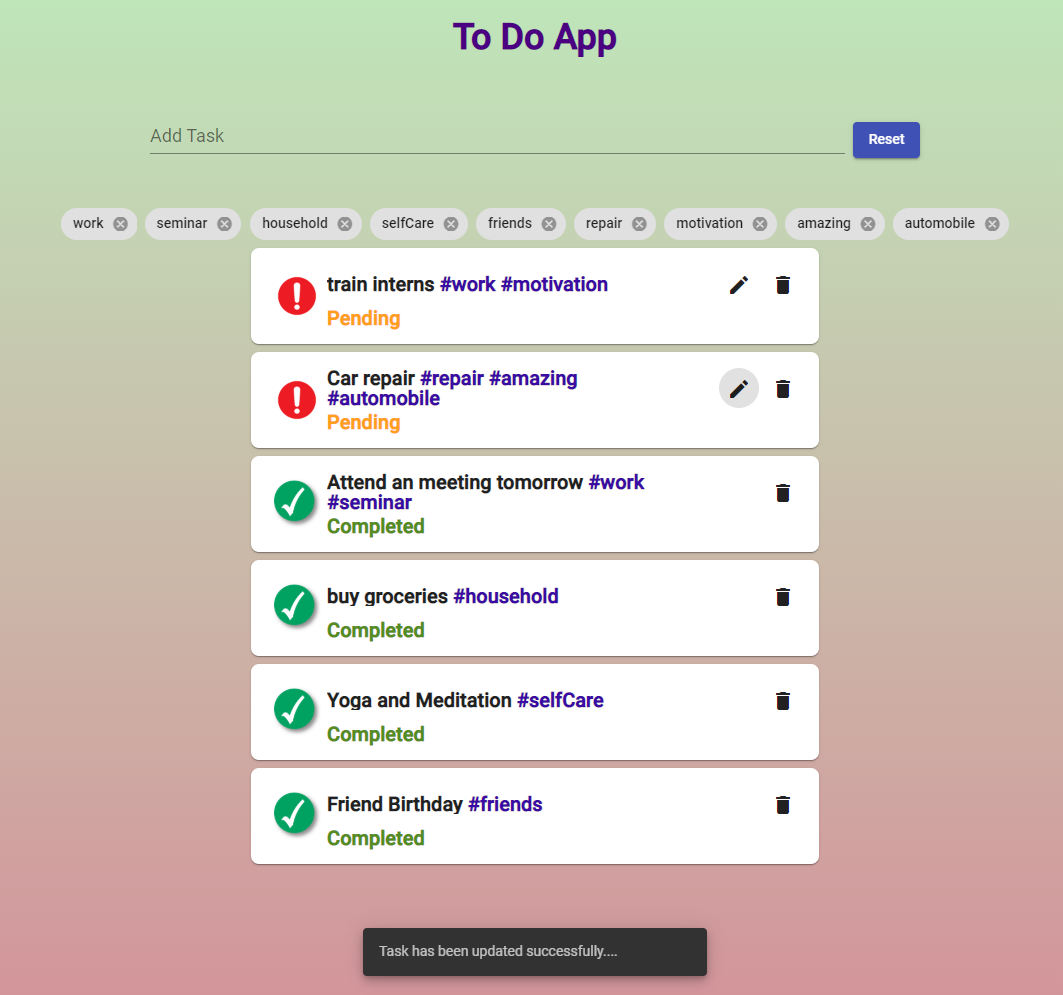 To Do App
Add Task
Reset
work seminar household selfCare friends repair motivation amazing automobile
train interns #work #motivation
Pending
Car repair #repair #amazing
#automobile
Pending
Attend an meeting tomorrow #work
#seminar
Completed
buy groceries #household
Completed
Yoga and Meditation #selfCare
Completed
Friend Birthday #friends
Completed
Task has been updated successfully....